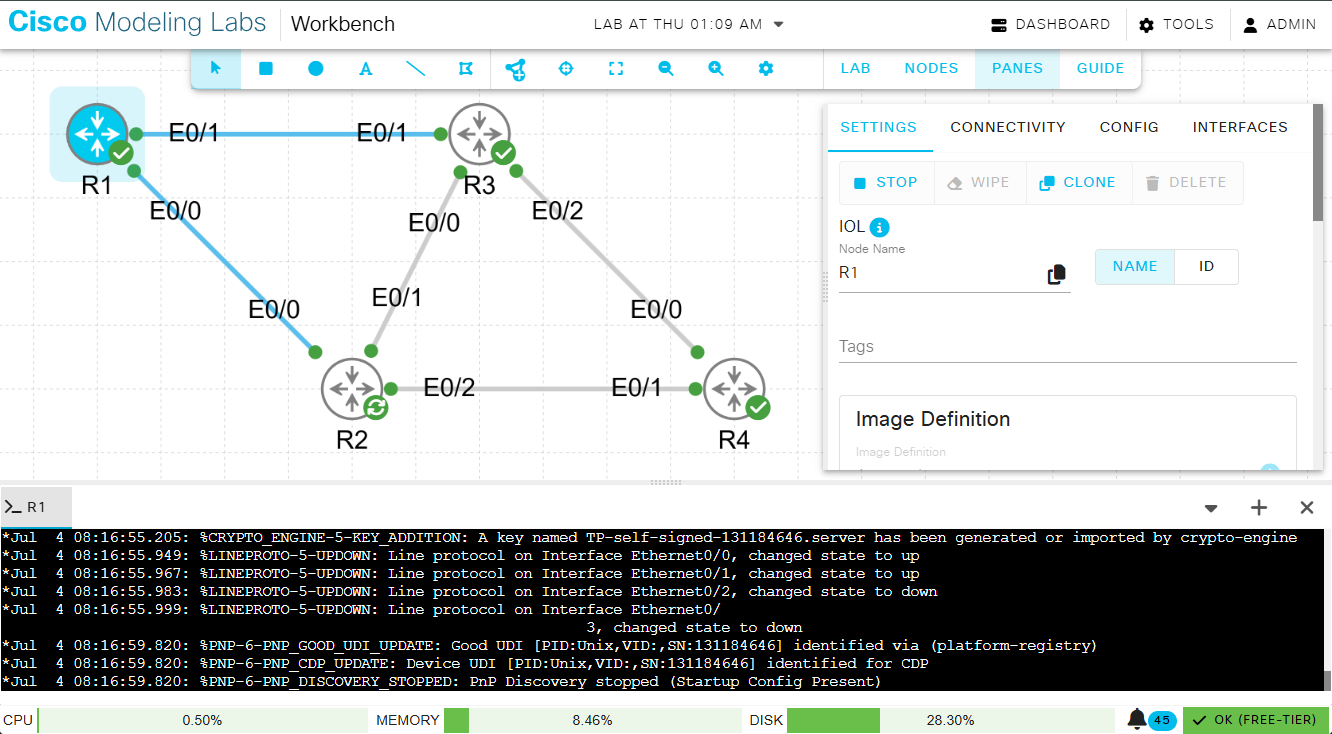 Cisco Modeling Labs Workbench LAB AT THU 01:09 AM DASHBOARD TOOLS ADMIN
A LAB NODES PANES GUIDE
SETTINGS CONNECTIVITY CONFIG INTERFACES
STOP WIPE CLONE DELETE
IOL
Node Name
R1
NAME ID
Tags
Image Definition
Image Definition
E0/1 E0/1
R1 R3
E0/0 E0/2
E0/0
E0/1
E0/0 E0/0
E0/2 E0/1
R2 R4
R1
*Jul  4 08:16:55.205: %CRYPTO_ENGINE-5-KEY_ADDITION: A key named TP-self-signed-131184646.server has been generated or imported by crypto-engine
*Jul  4 08:16:55.949: %LINEPROTO-5-UPDOWN: Line protocol on Interface Ethernet0/0, changed state to up
*Jul  4 08:16:55.967: %LINEPROTO-5-UPDOWN: Line protocol on Interface Ethernet0/1, changed state to up
*Jul  4 08:16:55.983: %LINEPROTO-5-UPDOWN: Line protocol on Interface Ethernet0/2, changed state to down
*Jul  4 08:16:55.999: %LINEPROTO-5-UPDOWN: Line protocol on Interface Ethernet0/
3, changed state to down
*Jul  4 08:16:59.820: %PNP-6-PNP_GOOD_UDI_UPDATE: Good UDI [PID:Unix,VID:,SN:131184646] identified via (platform-registry)
*Jul  4 08:16:59.820: %PNP-6-PNP_CDP_UPDATE: Device UDI [PID:Unix,VID:,SN:131184646] identified for CDP
*Jul  4 08:16:59.820: %PNP-6-PNP_DISCOVERY_STOPPED: PnP Discovery stopped (Startup Config Present)
CPU 0.50% MEMORY 8.46% DISK 28.30% 45 OK (FREE-TIER)